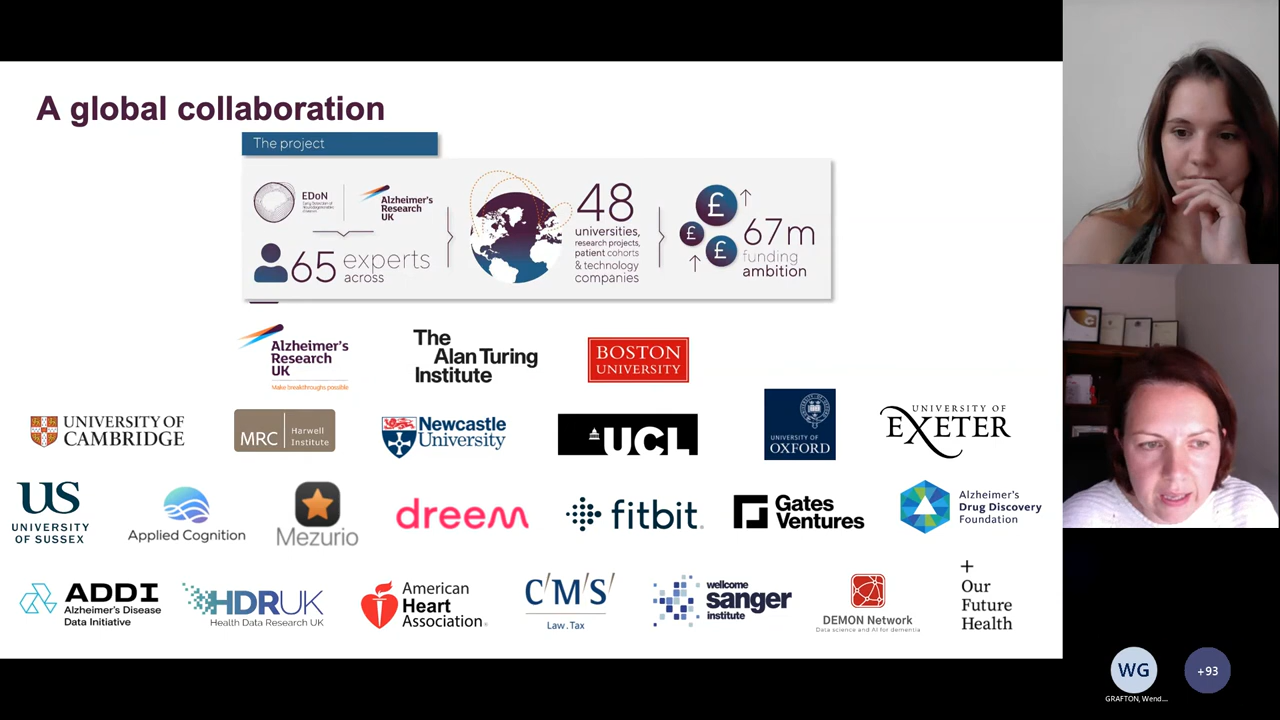 A global collaboration
The project
EDoN
Alzheimer's
Research
UK
65 experts
across
48
universities,
research projects,
patient cohorts
& technology
companies
£
£
£
67m
funding
ambition
Alzheimer's
Research
UK
Make breakthroughs possible
The
Alan Turing
Institute
BOSTON
UNIVERSITY
UNIVERSITY OF
CAMBRIDGE
MRC
Harwell
Institute
Newcastle
University
UCL
UNIVERSITY OF
OXFORD
UNIVERSITY OF
EXETER
US
UNIVERSITY
OF SUSSEX
Applied Cognition
Mezurio
dreem
fitbit.
Gates
Ventures
Alzheimer's
Drug Discovery
Foundation
ADDI
Alzheimer's Disease
Data Initiative
HDRUK
Health Data Research UK
American
Heart
Association®
C/M/S/
Law.Tax
wellcome
sanger
institute
DEMON Network
Data science and AI for dementia
+
Our
Future
Health
WG
GRAFTON, Wend...
+93